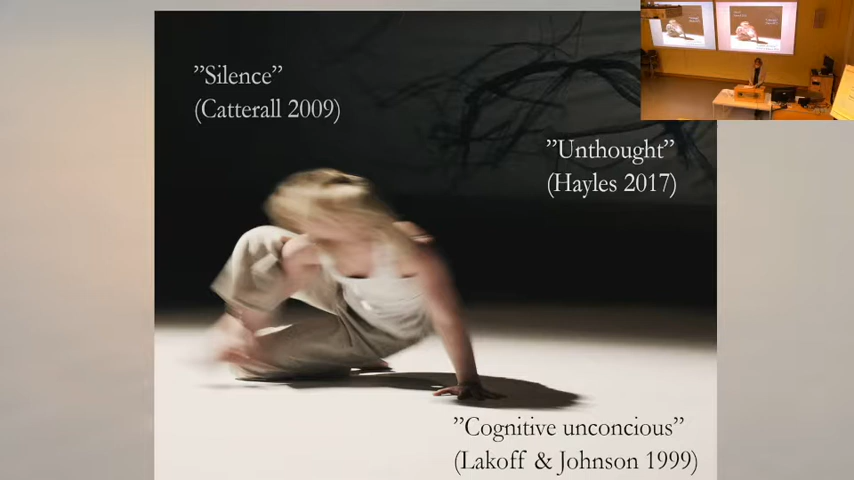 ”Silence”
(Catterall 2009)
”Unthought”
(Hayles 2017)
”Cognitive unconcious”
(Lakoff & Johnson 1999)